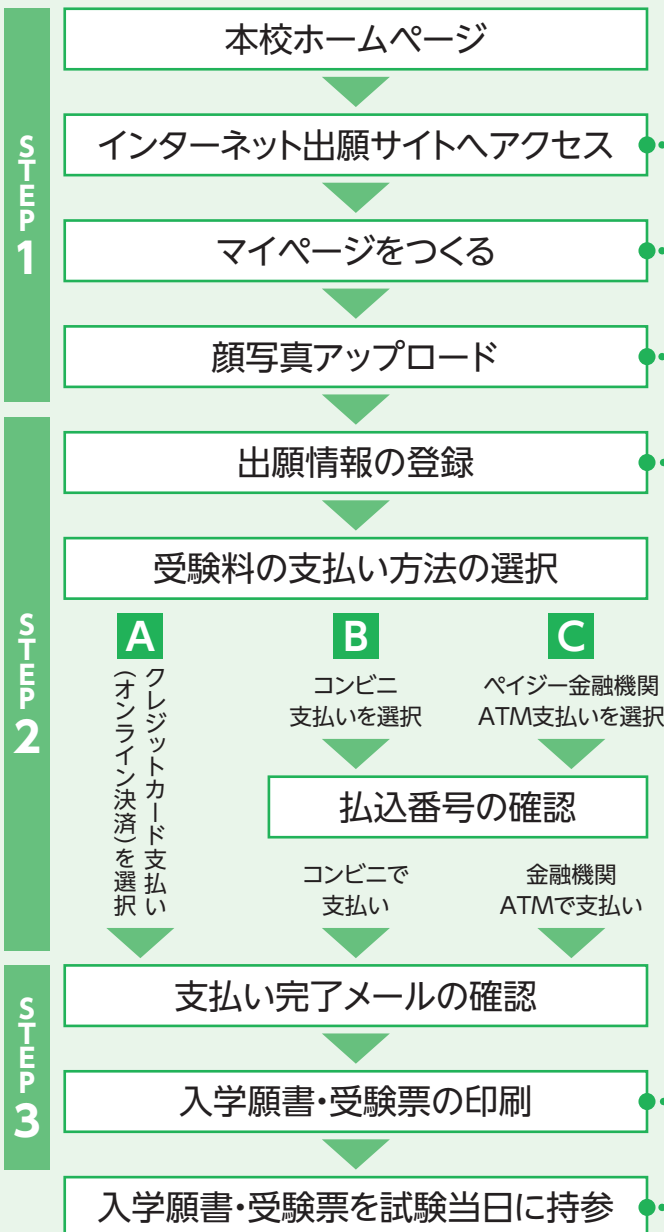 STEP 1
本校ホームページ
インターネット出願サイトへアクセス
マイページをつくる
顔写真アップロード
STEP 2
出願情報の登録
受験料の支払い方法の選択
A
クレジットカード支払い
(オンライン決済)を選択
B
コンビニ
支払いを選択
C
ペイジー金融機関
ATM支払いを選択
払込番号の確認
コンビニで
支払い
金融機関
ATMで支払い
STEP 3
支払い完了メールの確認
入学願書・受験票の印刷
入学願書・受験票を試験当日に持参